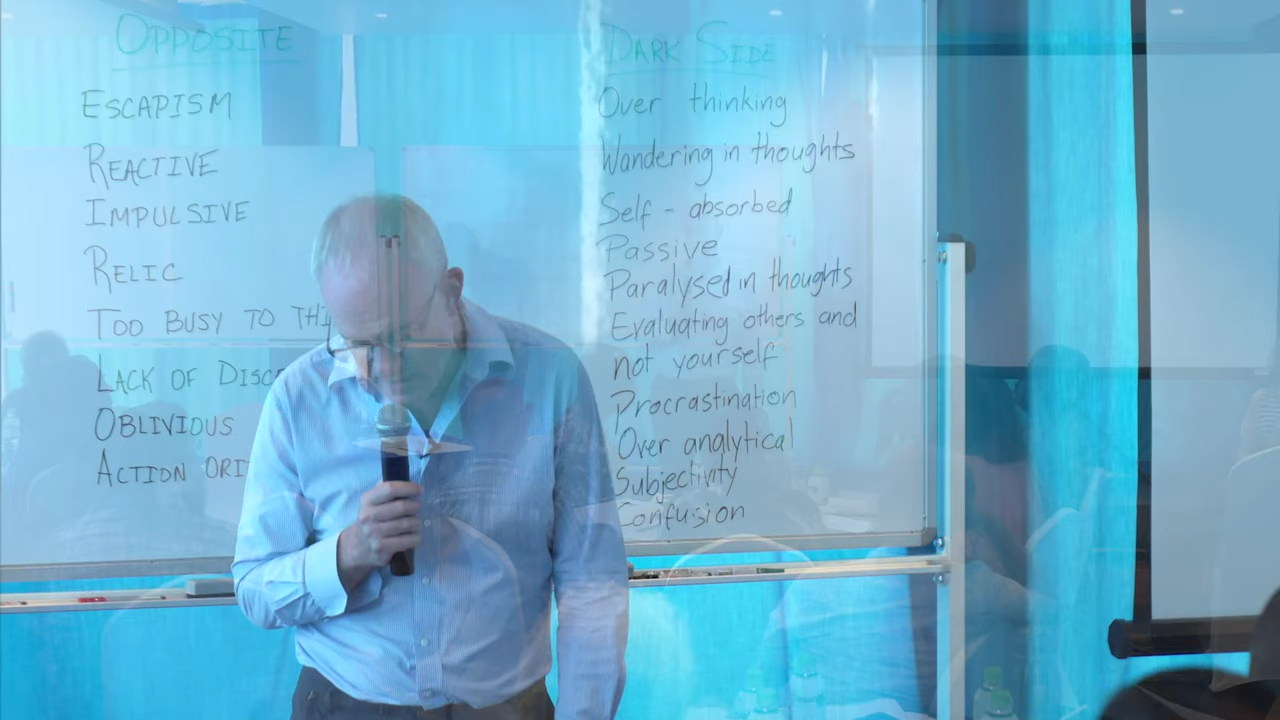 OPPOSITE
ESCAPISM
REACTIVE
IMPULSIVE
RELIC
TOO BUSY TO
LACK OF
OBLIVIOUS
ACTION
DARK SIDE
Over thinking
Wandering in thoughts
Self - absorbed
Passive
Paralysed in thoughts
Evaluating others and
not yourself
Procrastination
Over analytical
Subjectivity
Confusion